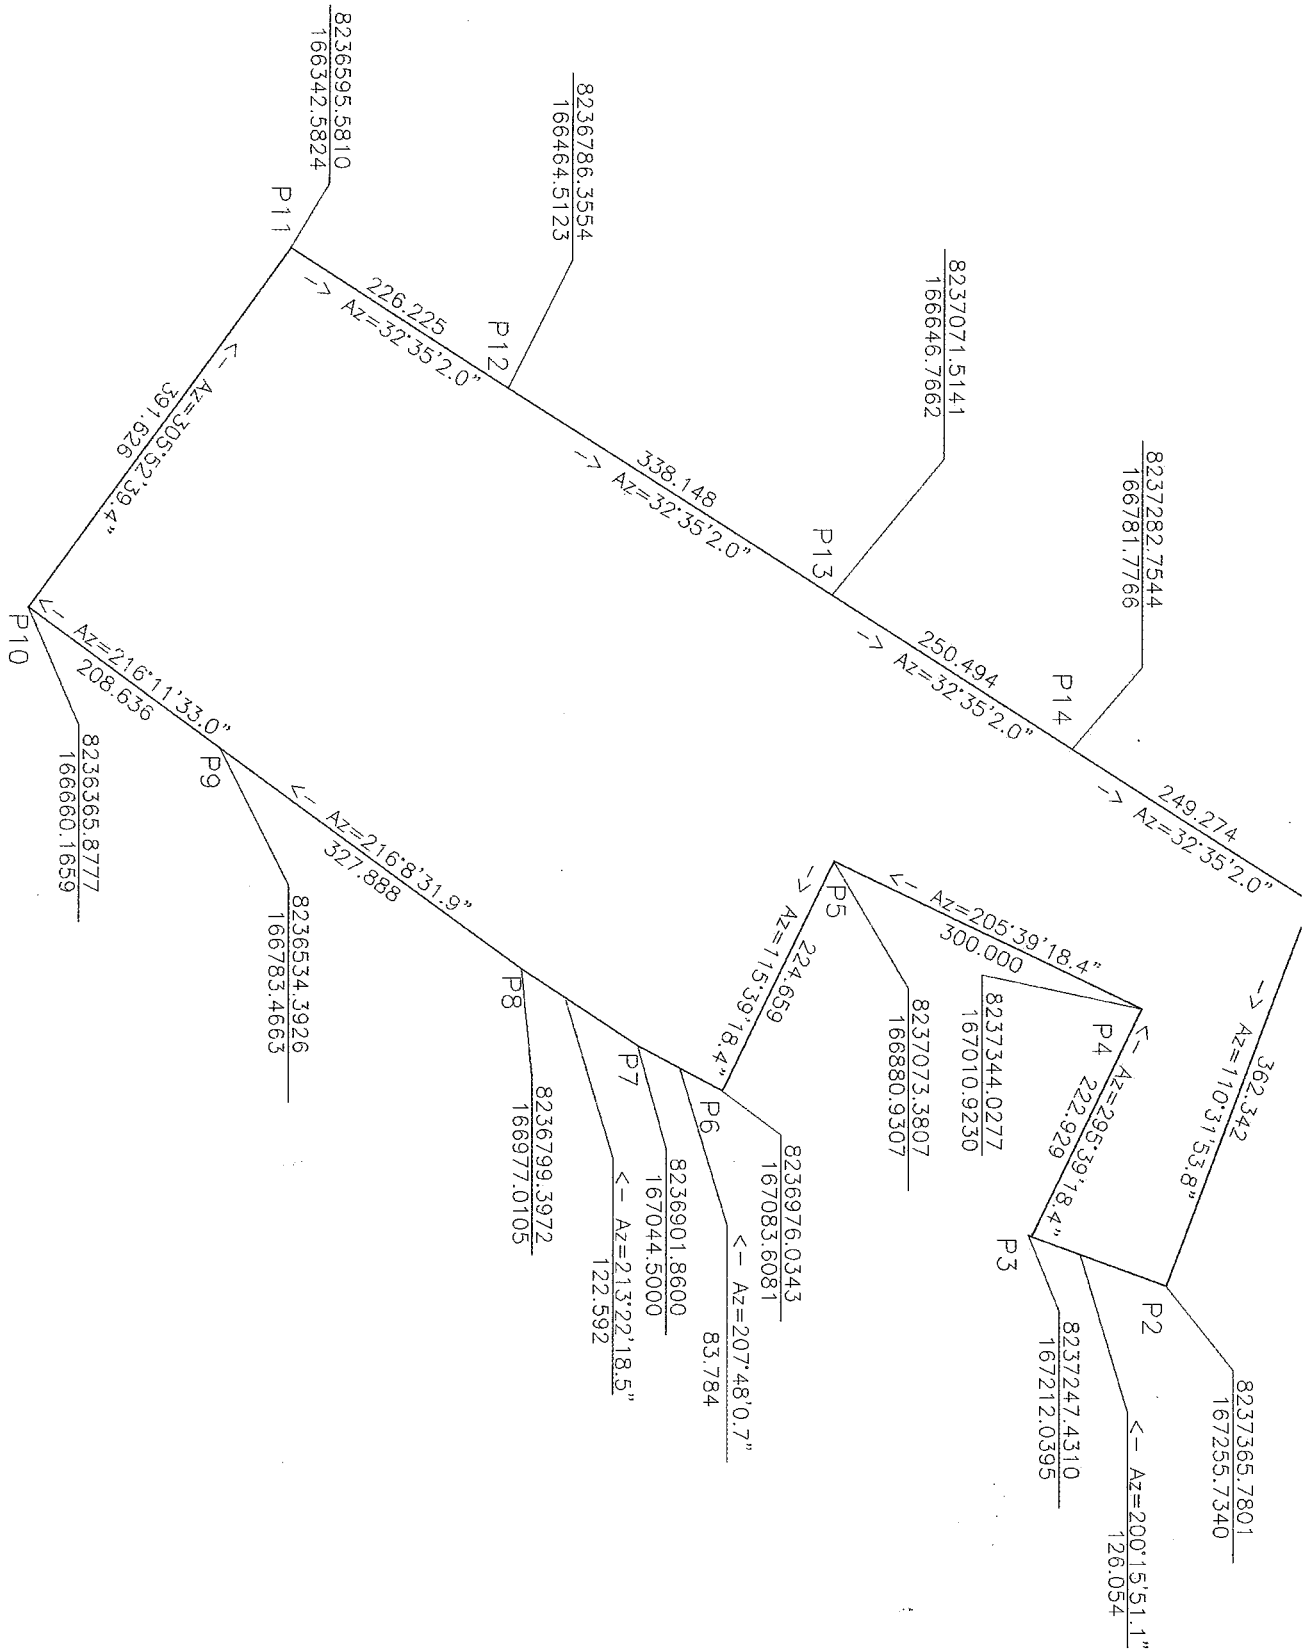 8237282.7544
166781.7766
P14
249.274
-> Az=32°35'2.0"
8237071.5141
166646.7662
P13
250.494
-> Az=32°35'2.0"
8236786.3554
166464.5123
P12
338.148
-> Az=32°35'2.0"
8236595.5810
166342.5824
P11
226.225
-> Az=32°35'2.0"
<- Az=305°52'39.4"
391.626
P10
8236365.8777
166660.1659
<- Az=216°11'33.0"
208.636
P9
8236534.3926
166783.4663
<- Az=216°8'31.9"
327.888
P8
8236799.3972
166977.0105
<- Az=213°22'18.5"
122.592
P7
8236901.8600
167044.5000
<- Az=207°48'0.7"
83.784
P6
8236976.0343
167083.6081
224.659
-> Az=115°39'18.4"
P5
8237073.3807
166880.9307
<- Az=205°39'18.4"
300.000
P4
8237344.0277
167010.9230
<- Az=295°39'18.4"
222.929
P3
8237247.4310
167212.0395
<- Az=200°15'51.1"
126.054
P2
8237365.7801
167255.7340
362.342
-> Az=110°31'53.8"